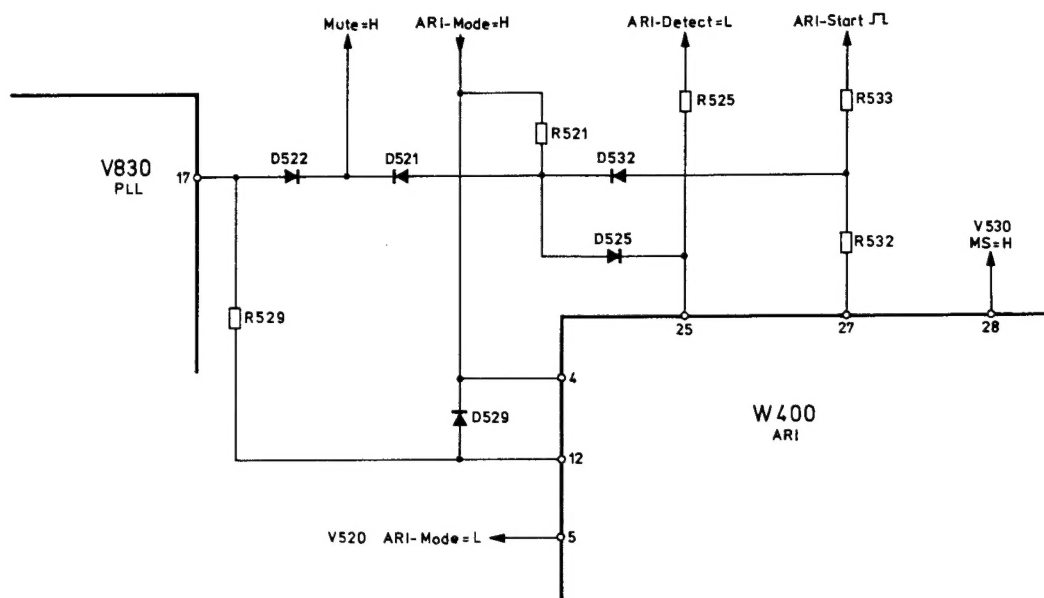 Mute=H
ARI-Mode=H
ARI-Detect=L
ARI-Start
R525
R533
R521
D522
D521
D532
V830
PLL
17
D525
R532
V530
MS=H
R529
25
27
28
4
D529
W400
ARI
12
V520 ARI-Mode=L
5